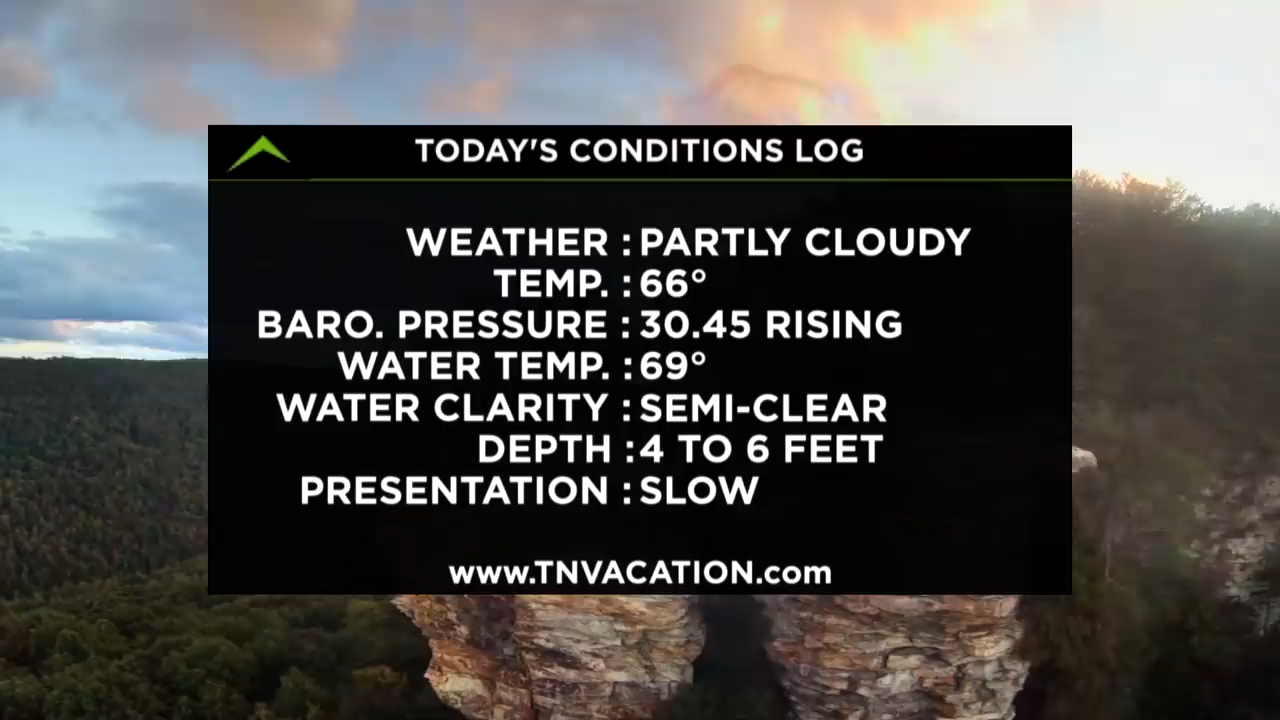 TODAY'S CONDITIONS LOG
WEATHER : PARTLY CLOUDY
TEMP. : 66°
BARO. PRESSURE : 30.45 RISING
WATER TEMP. : 69°
WATER CLARITY : SEMI-CLEAR
DEPTH : 4 TO 6 FEET
PRESENTATION : SLOW
www.TNVACATION.com